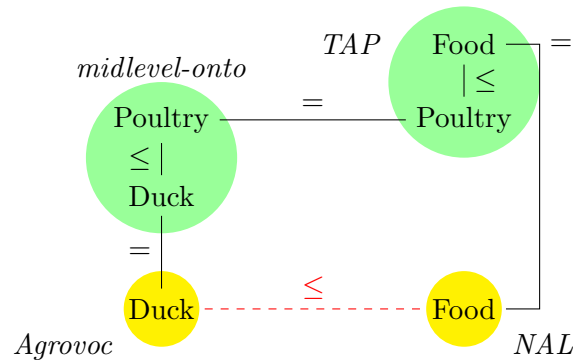 TAP
Food
=
midlevel-onto
| ≤
Poultry
=
Poultry
≤ |
Duck
=
≤
Duck
Food
Agrovoc
NAL